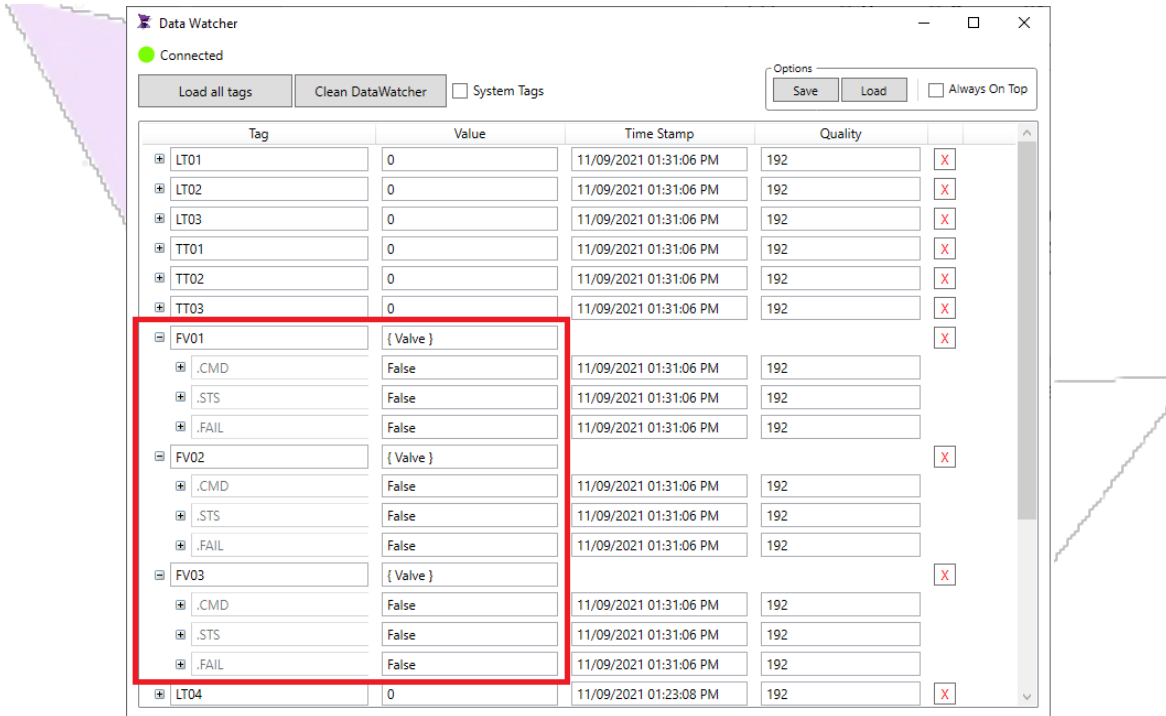 Data Watcher
Connected
Load all tags Clean DataWatcher System Tags Options Save Load Always On Top
Tag Value Time Stamp Quality
LT01 0 11/09/2021 01:31:06 PM 192 X
LT02 0 11/09/2021 01:31:06 PM 192 X
LT03 0 11/09/2021 01:31:06 PM 192 X
TT01 0 11/09/2021 01:31:06 PM 192 X
TT02 0 11/09/2021 01:31:06 PM 192 X
TT03 0 11/09/2021 01:31:06 PM 192 X
FV01 { Valve } X
.CMD False 11/09/2021 01:31:06 PM 192
.STS False 11/09/2021 01:31:06 PM 192
.FAIL False 11/09/2021 01:31:06 PM 192
FV02 { Valve } X
.CMD False 11/09/2021 01:31:06 PM 192
.STS False 11/09/2021 01:31:06 PM 192
.FAIL False 11/09/2021 01:31:06 PM 192
FV03 { Valve } X
.CMD False 11/09/2021 01:31:06 PM 192
.STS False 11/09/2021 01:31:06 PM 192
.FAIL False 11/09/2021 01:31:06 PM 192
LT04 0 11/09/2021 01:23:08 PM 192 X